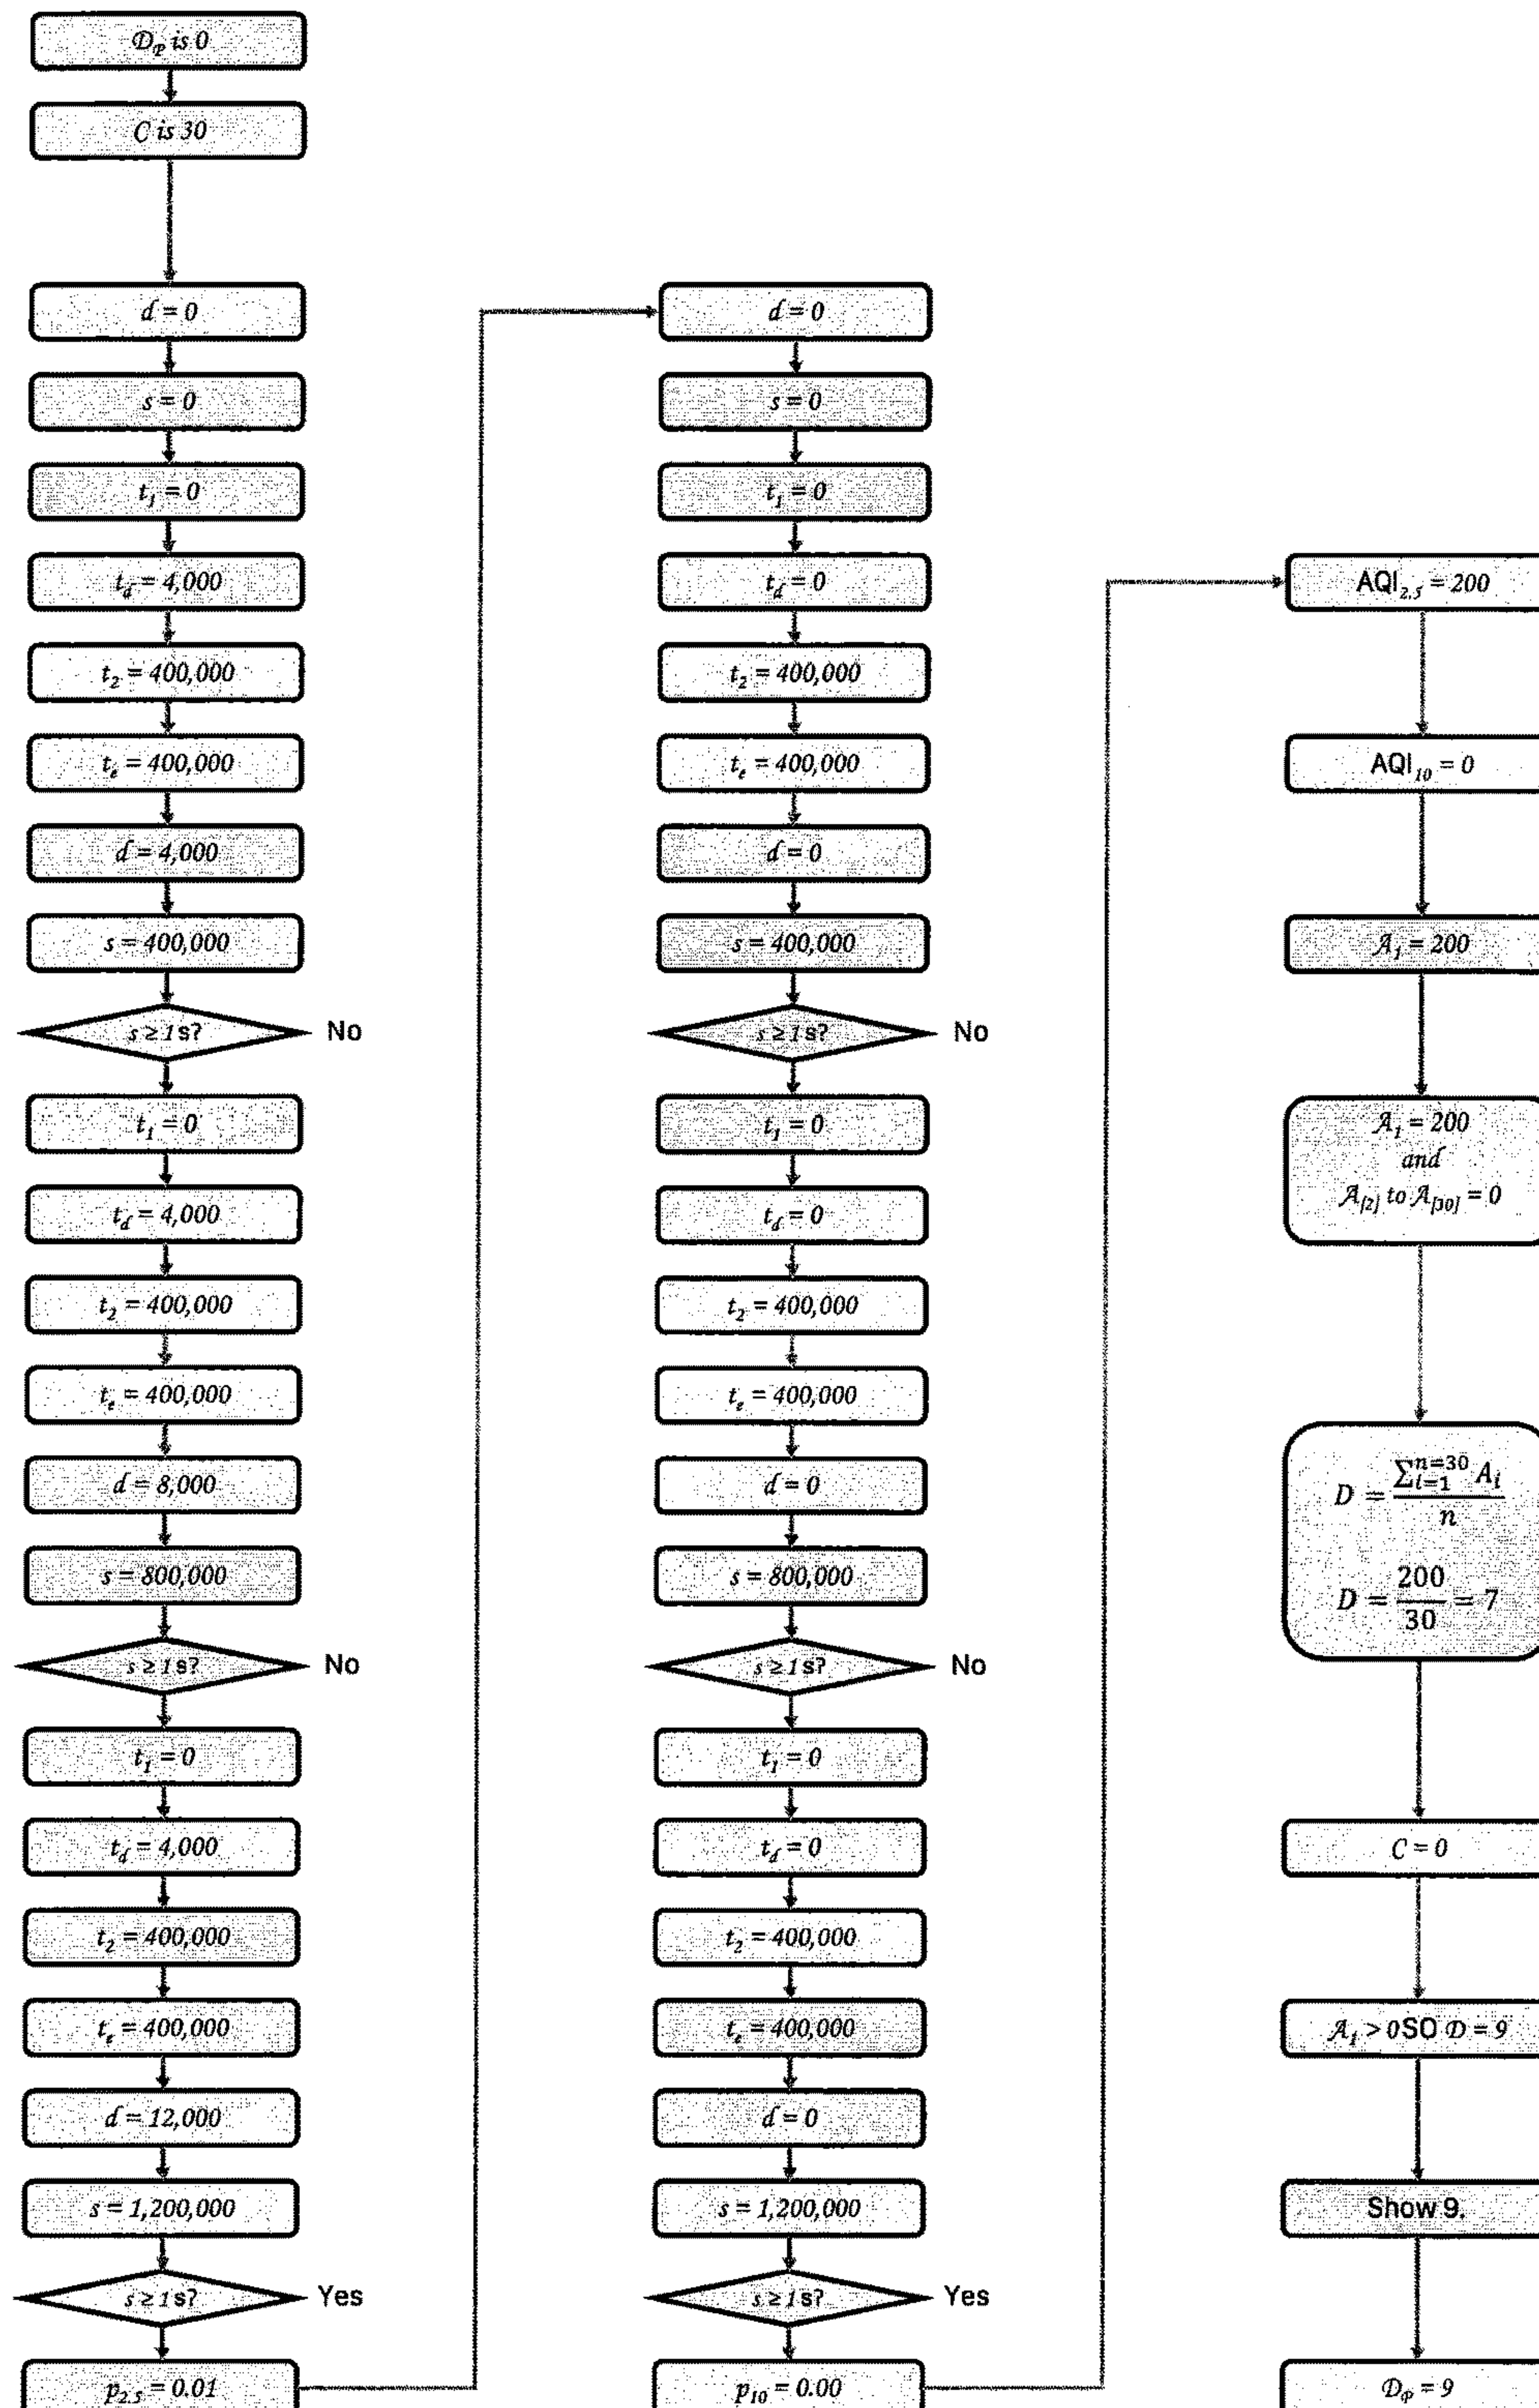 𝒟𝒫 is 0
C is 30
d = 0
s = 0
t1 = 0
td = 4,000
t2 = 400,000
te = 400,000
d = 4,000
s = 400,000
s ≥ 1 s? No
t1 = 0
td = 4,000
t2 = 400,000
te = 400,000
d = 8,000
s = 800,000
s ≥ 1 s? No
t1 = 0
td = 4,000
t2 = 400,000
te = 400,000
d = 12,000
s = 1,200,000
s ≥ 1 s? Yes
p2.5 = 0.01
d = 0
s = 0
t1 = 0
td = 0
t2 = 400,000
te = 400,000
d = 0
s = 400,000
s ≥ 1 s? No
t1 = 0
td = 0
t2 = 400,000
te = 400,000
d = 0
s = 800,000
s ≥ 1 s? No
t1 = 0
td = 0
t2 = 400,000
te = 400,000
d = 0
s = 1,200,000
s ≥ 1 s? Yes
p10 = 0.00
AQI2.5 = 200
AQI10 = 0
𝒜1 = 200
𝒜1 = 200
and
𝒜[2] to 𝒜[30] = 0
D = ∑i=1n=30 Ai / n
D = 200 / 30 = 7
C = 0
𝒜i > 0 SO 𝒟 = 9
Show 9.
𝒟𝒫 = 9